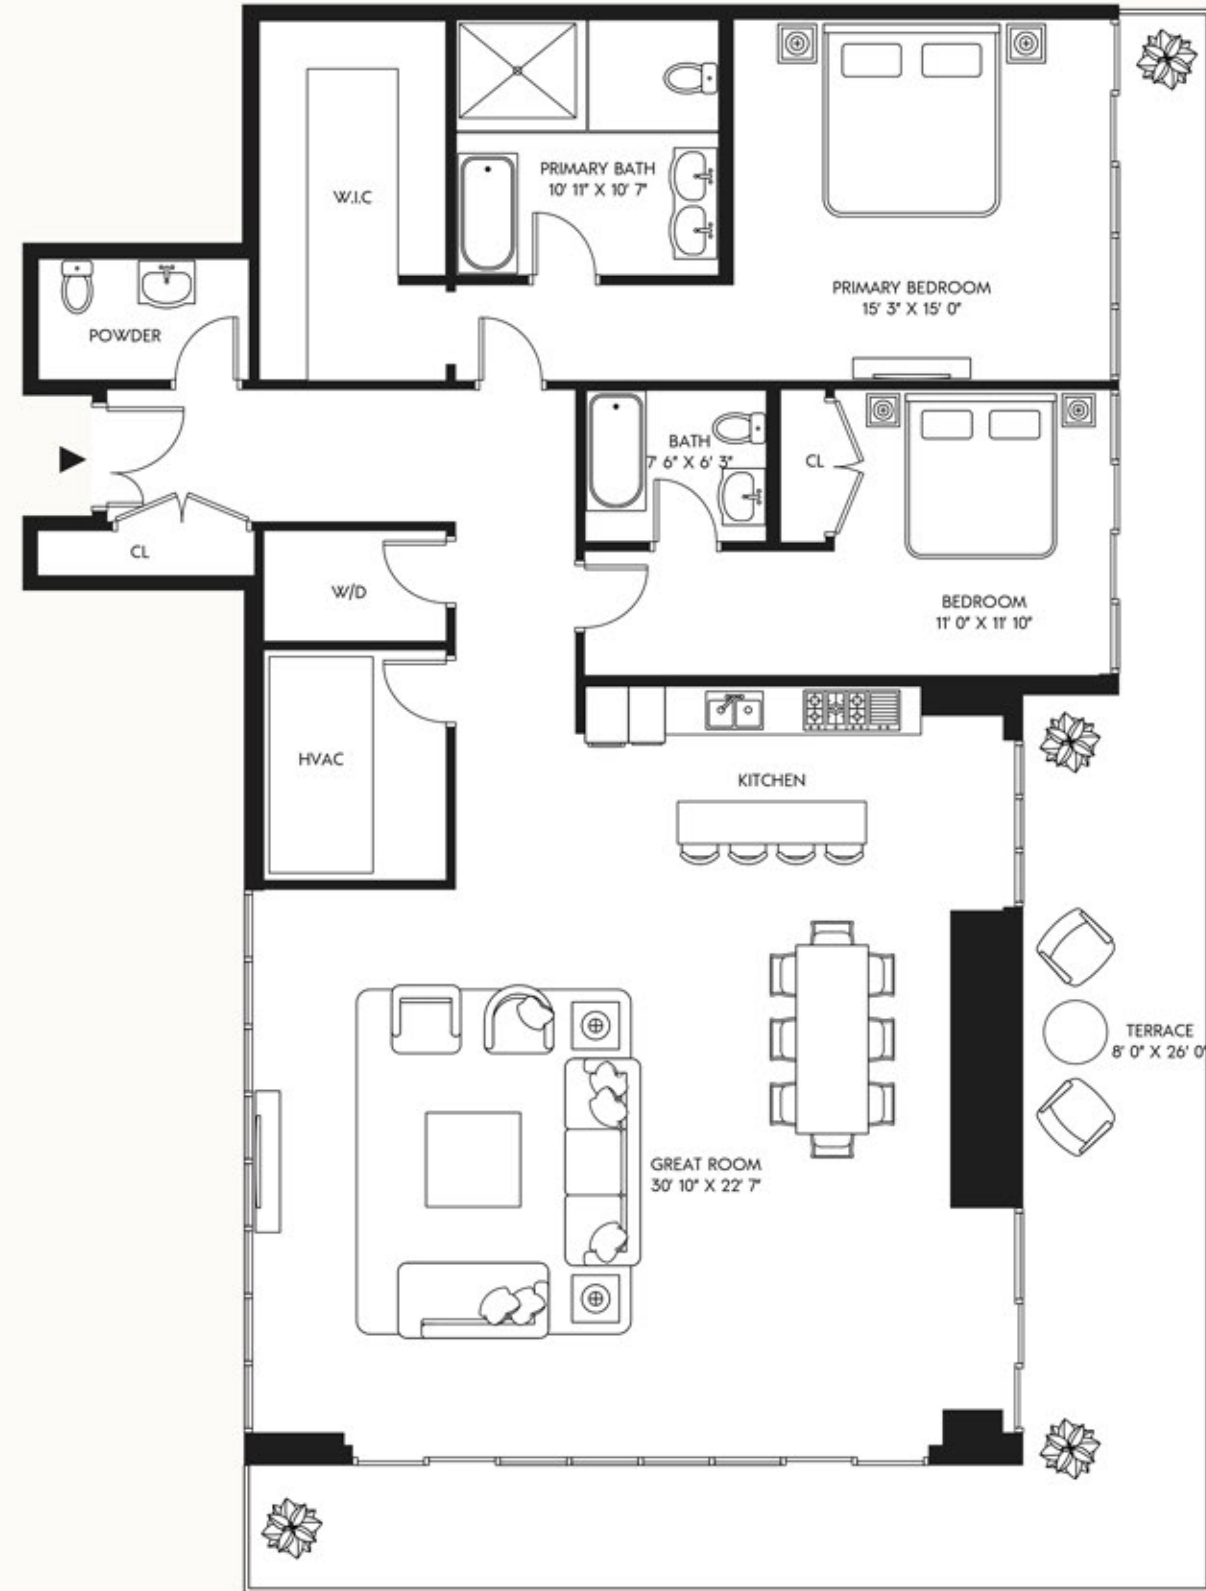 W.I.C
PRIMARY BATH
10' 11" X 10' 7"
PRIMARY BEDROOM
15' 3" X 15' 0"
POWDER
BATH
7' 6" X 6' 3"
CL
CL
W/D
BEDROOM
11' 0" X 11' 10"
HVAC
KITCHEN
TERRACE
8' 0" X 26' 0"
GREAT ROOM
30' 10" X 22' 7"